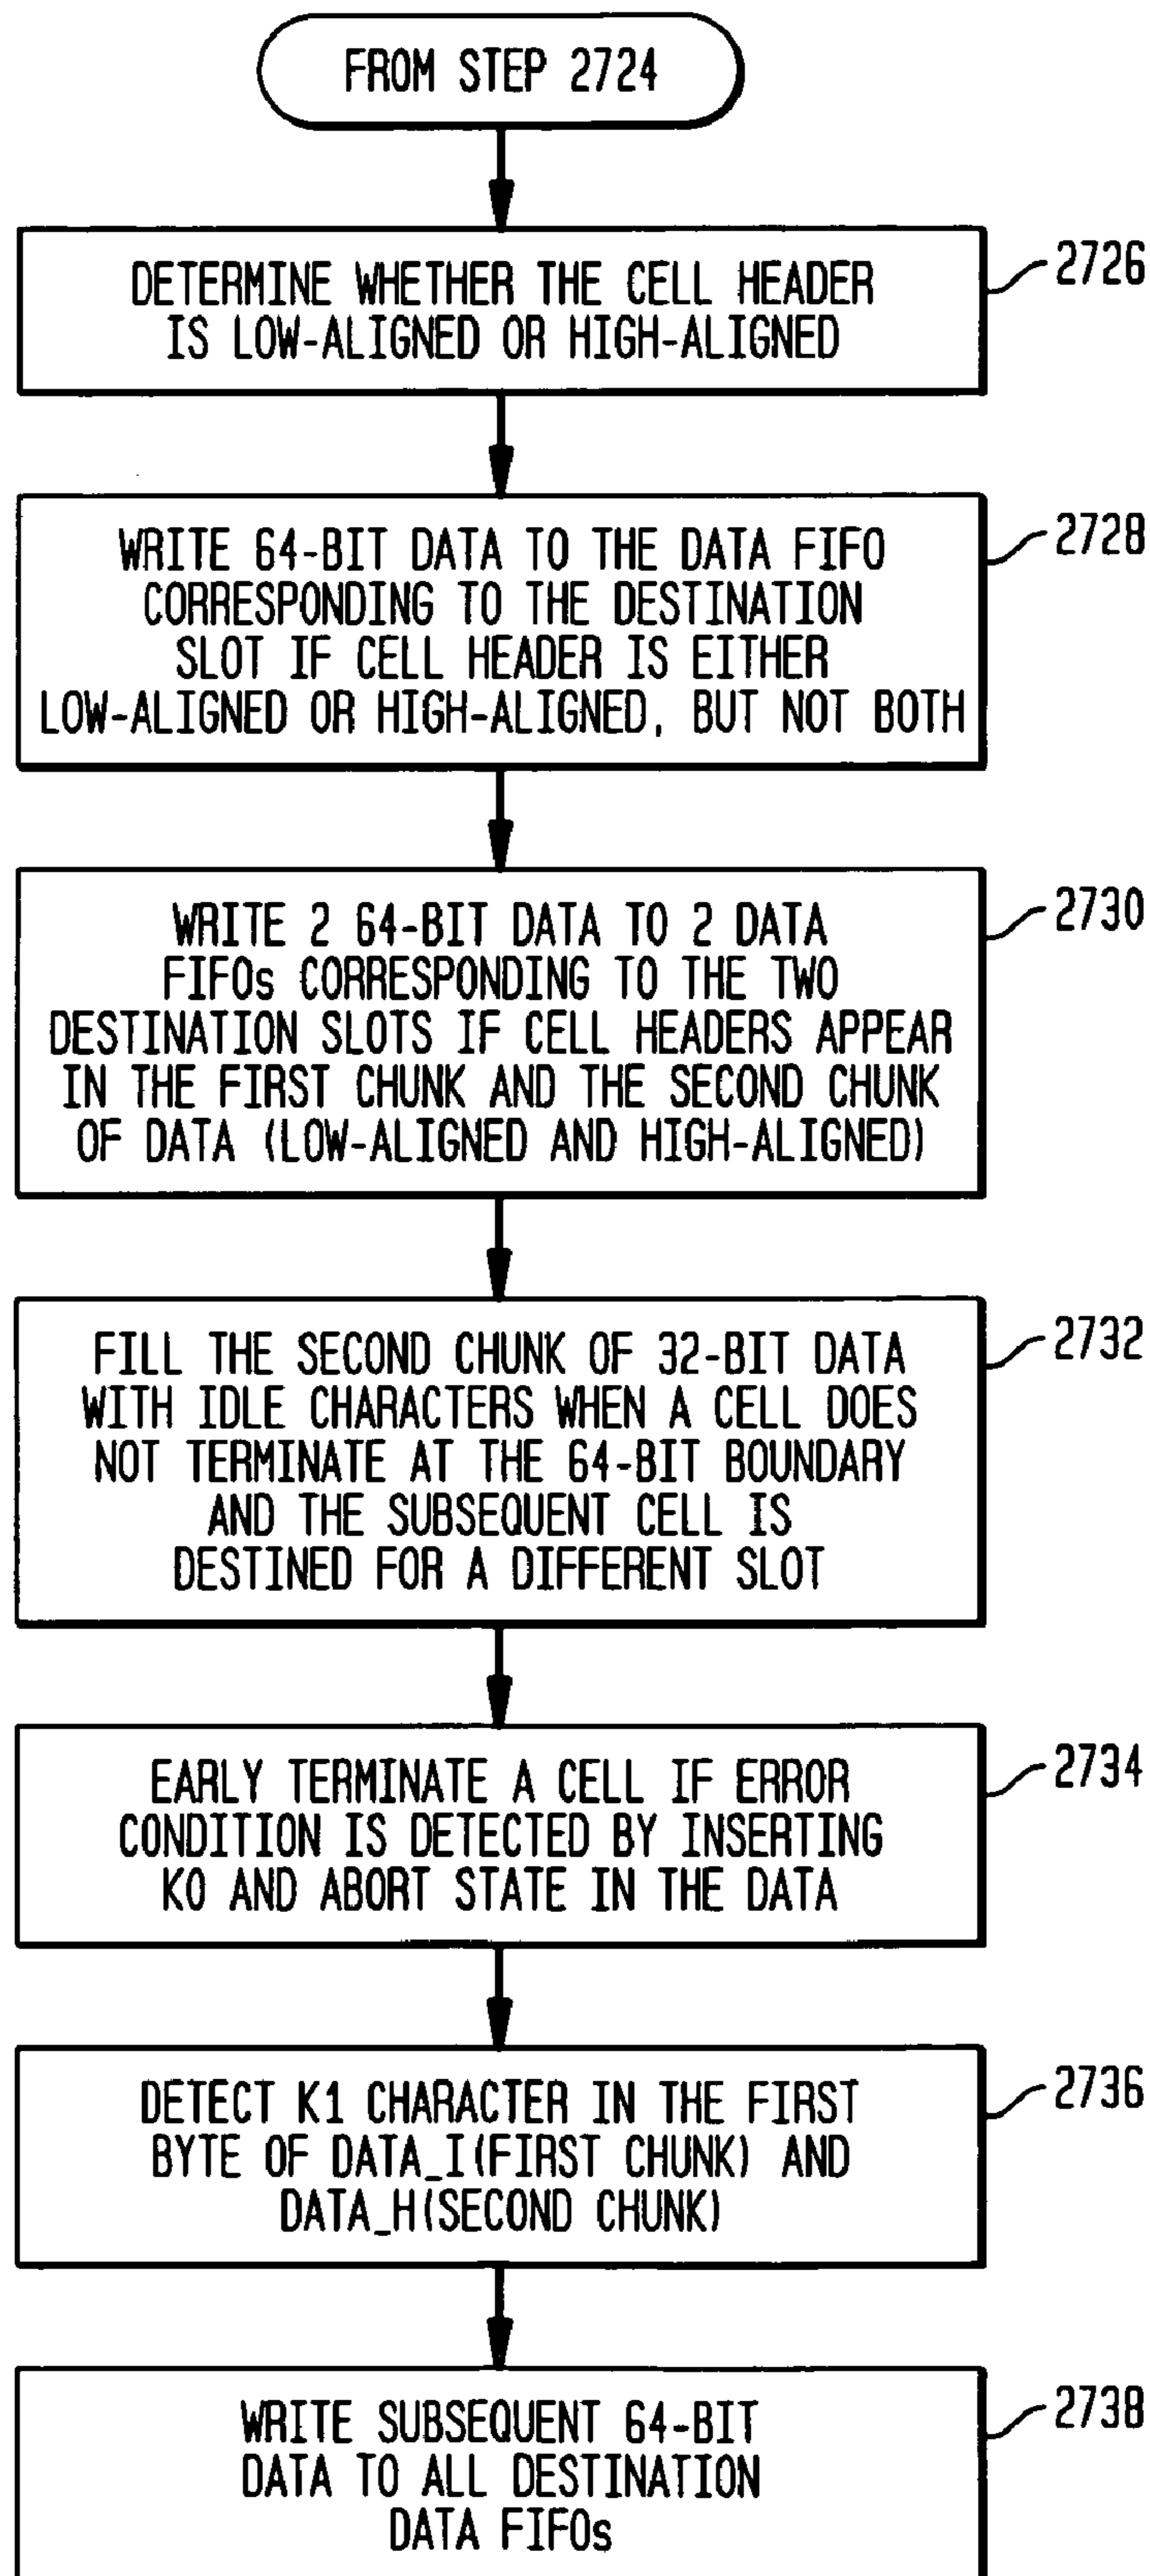 FROM STEP 2724
DETERMINE WHETHER THE CELL HEADER
IS LOW-ALIGNED OR HIGH-ALIGNED
2726
WRITE 64-BIT DATA TO THE DATA FIFO
CORRESPONDING TO THE DESTINATION
SLOT IF CELL HEADER IS EITHER
LOW-ALIGNED OR HIGH-ALIGNED, BUT NOT BOTH
2728
WRITE 2 64-BIT DATA TO 2 DATA
FIFOs CORRESPONDING TO THE TWO
DESTINATION SLOTS IF CELL HEADERS APPEAR
IN THE FIRST CHUNK AND THE SECOND CHUNK
OF DATA (LOW-ALIGNED AND HIGH-ALIGNED)
2730
FILL THE SECOND CHUNK OF 32-BIT DATA
WITH IDLE CHARACTERS WHEN A CELL DOES
NOT TERMINATE AT THE 64-BIT BOUNDARY
AND THE SUBSEQUENT CELL IS
DESTINED FOR A DIFFERENT SLOT
2732
EARLY TERMINATE A CELL IF ERROR
CONDITION IS DETECTED BY INSERTING
K0 AND ABORT STATE IN THE DATA
2734
DETECT K1 CHARACTER IN THE FIRST
BYTE OF DATA_I(FIRST CHUNK) AND
DATA_H(SECOND CHUNK)
2736
WRITE SUBSEQUENT 64-BIT
DATA TO ALL DESTINATION
DATA FIFOs
2738